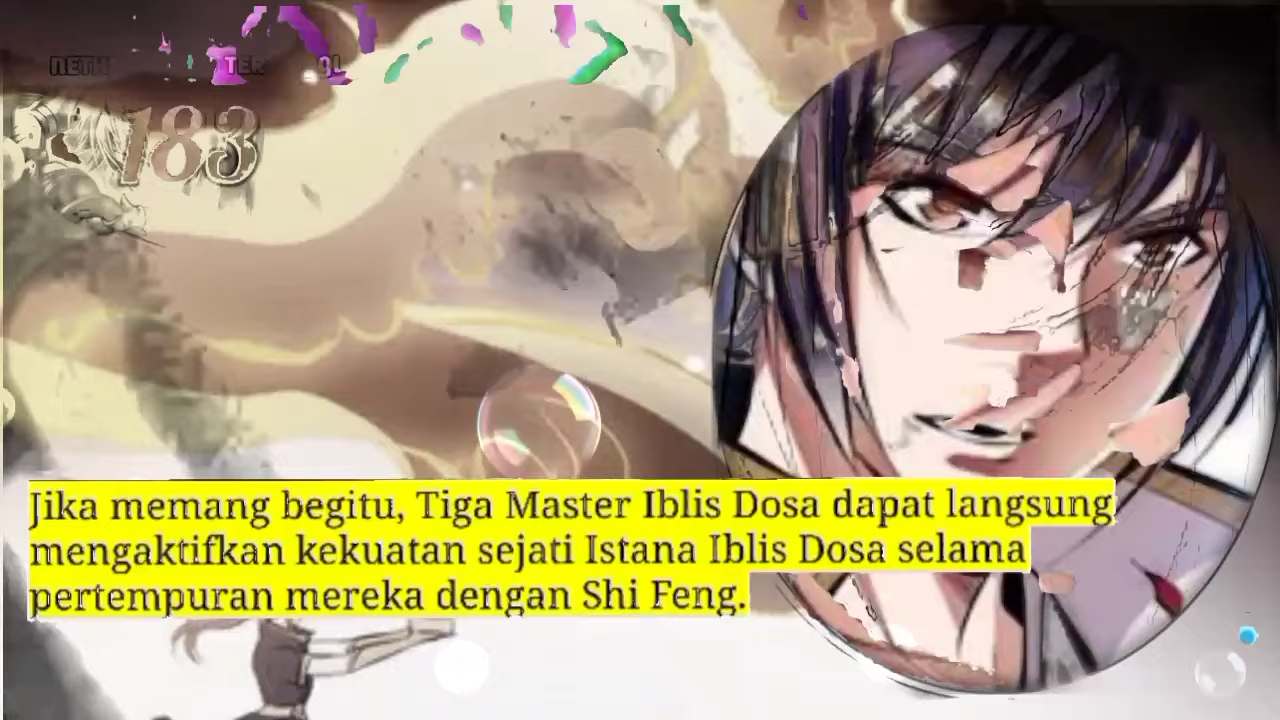 183
Jika memang begitu, Tiga Master Iblis Dosa dapat langsung
mengaktifkan kekuatan sejati Istana Iblis Dosa selama
pertempuran mereka dengan Shi Feng.